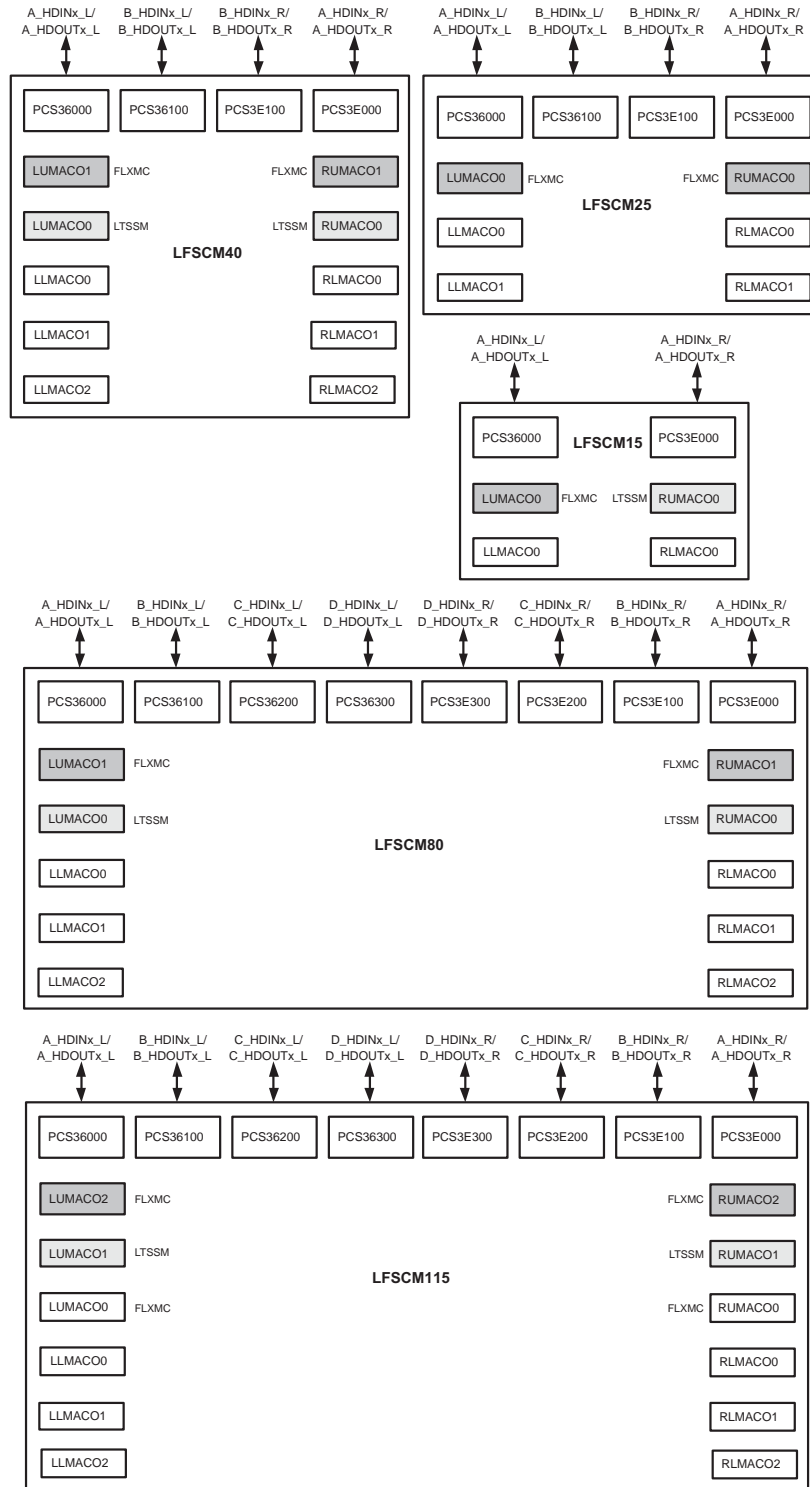 A_HDINx_L/ B_HDINx_L/ B_HDINx_R/ A_HDINx_R/
A_HDOUTx_L B_HDOUTx_L B_HDOUTx_R A_HDOUTx_R
PCS36000 PCS36100 PCS3E100 PCS3E000
LUMACO1 FLXMC FLXMC RUMACO1
LUMACO0 LTSSM LTSSM RUMACO0
LFSCM40
LLMACO0 RLMACO0
LLMACO1 RLMACO1
LLMACO2 RLMACO2
A_HDINx_L/ B_HDINx_L/ B_HDINx_R/ A_HDINx_R/
A_HDOUTx_L B_HDOUTx_L B_HDOUTx_R A_HDOUTx_R
PCS36000 PCS36100 PCS3E100 PCS3E000
LUMACO0 FLXMC FLXMC RUMACO0
LFSCM25
LLMACO0 RLMACO0
LLMACO1 RLMACO1
A_HDINx_L/ A_HDINx_R/
A_HDOUTx_L A_HDOUTx_R
PCS36000 LFSCM15 PCS3E000
LUMACO0 FLXMC LTSSM RUMACO0
LLMACO0 RLMACO0
A_HDINx_L/ B_HDINx_L/ C_HDINx_L/ D_HDINx_L/ D_HDINx_R/ C_HDINx_R/ B_HDINx_R/ A_HDINx_R/
A_HDOUTx_L B_HDOUTx_L C_HDOUTx_L D_HDOUTx_L D_HDOUTx_R C_HDOUTx_R B_HDOUTx_R A_HDOUTx_R
PCS36000 PCS36100 PCS36200 PCS36300 PCS3E300 PCS3E200 PCS3E100 PCS3E000
LUMACO1 FLXMC FLXMC RUMACO1
LUMACO0 LTSSM LTSSM RUMACO0
LFSCM80
LLMACO0 RLMACO0
LLMACO1 RLMACO1
LLMACO2 RLMACO2
A_HDINx_L/ B_HDINx_L/ C_HDINx_L/ D_HDINx_L/ D_HDINx_R/ C_HDINx_R/ B_HDINx_R/ A_HDINx_R/
A_HDOUTx_L B_HDOUTx_L C_HDOUTx_L D_HDOUTx_L D_HDOUTx_R C_HDOUTx_R B_HDOUTx_R A_HDOUTx_R
PCS36000 PCS36100 PCS36200 PCS36300 PCS3E300 PCS3E200 PCS3E100 PCS3E000
LUMACO2 FLXMC FLXMC RUMACO2
LUMACO1 LTSSM LTSSM RUMACO1
LFSCM115
LUMACO0 FLXMC FLXMC RUMACO0
LLMACO0 RLMACO0
LLMACO1 RLMACO1
LLMACO2 RLMACO2